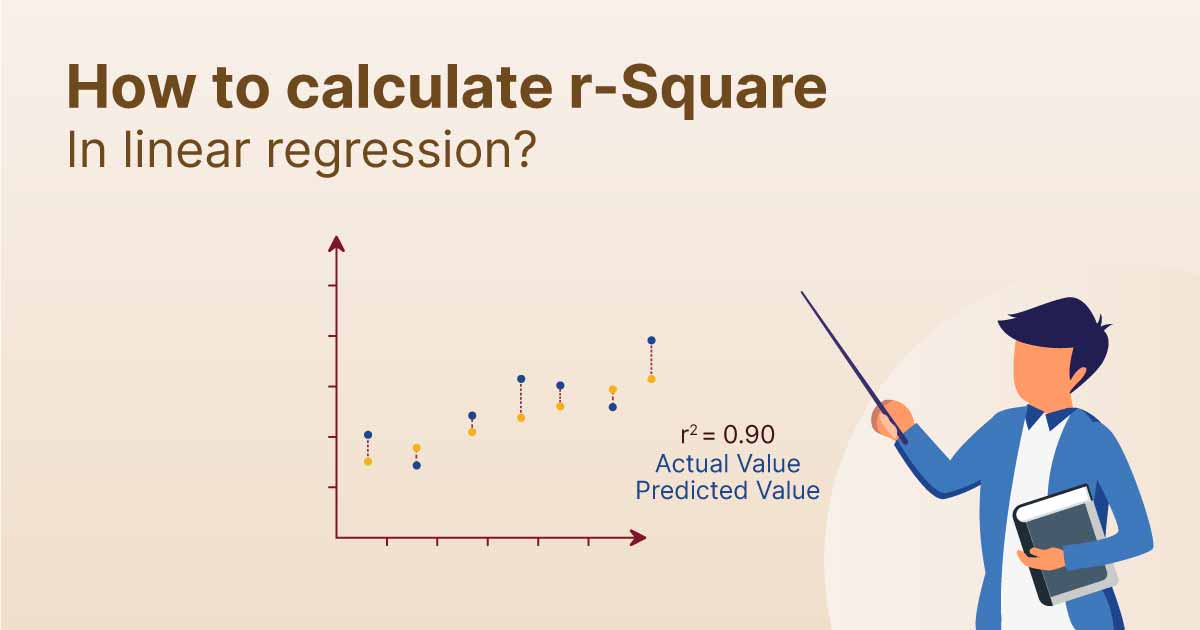 How to calculate r-Square
In linear regression?
r² = 0.90
Actual Value
Predicted Value